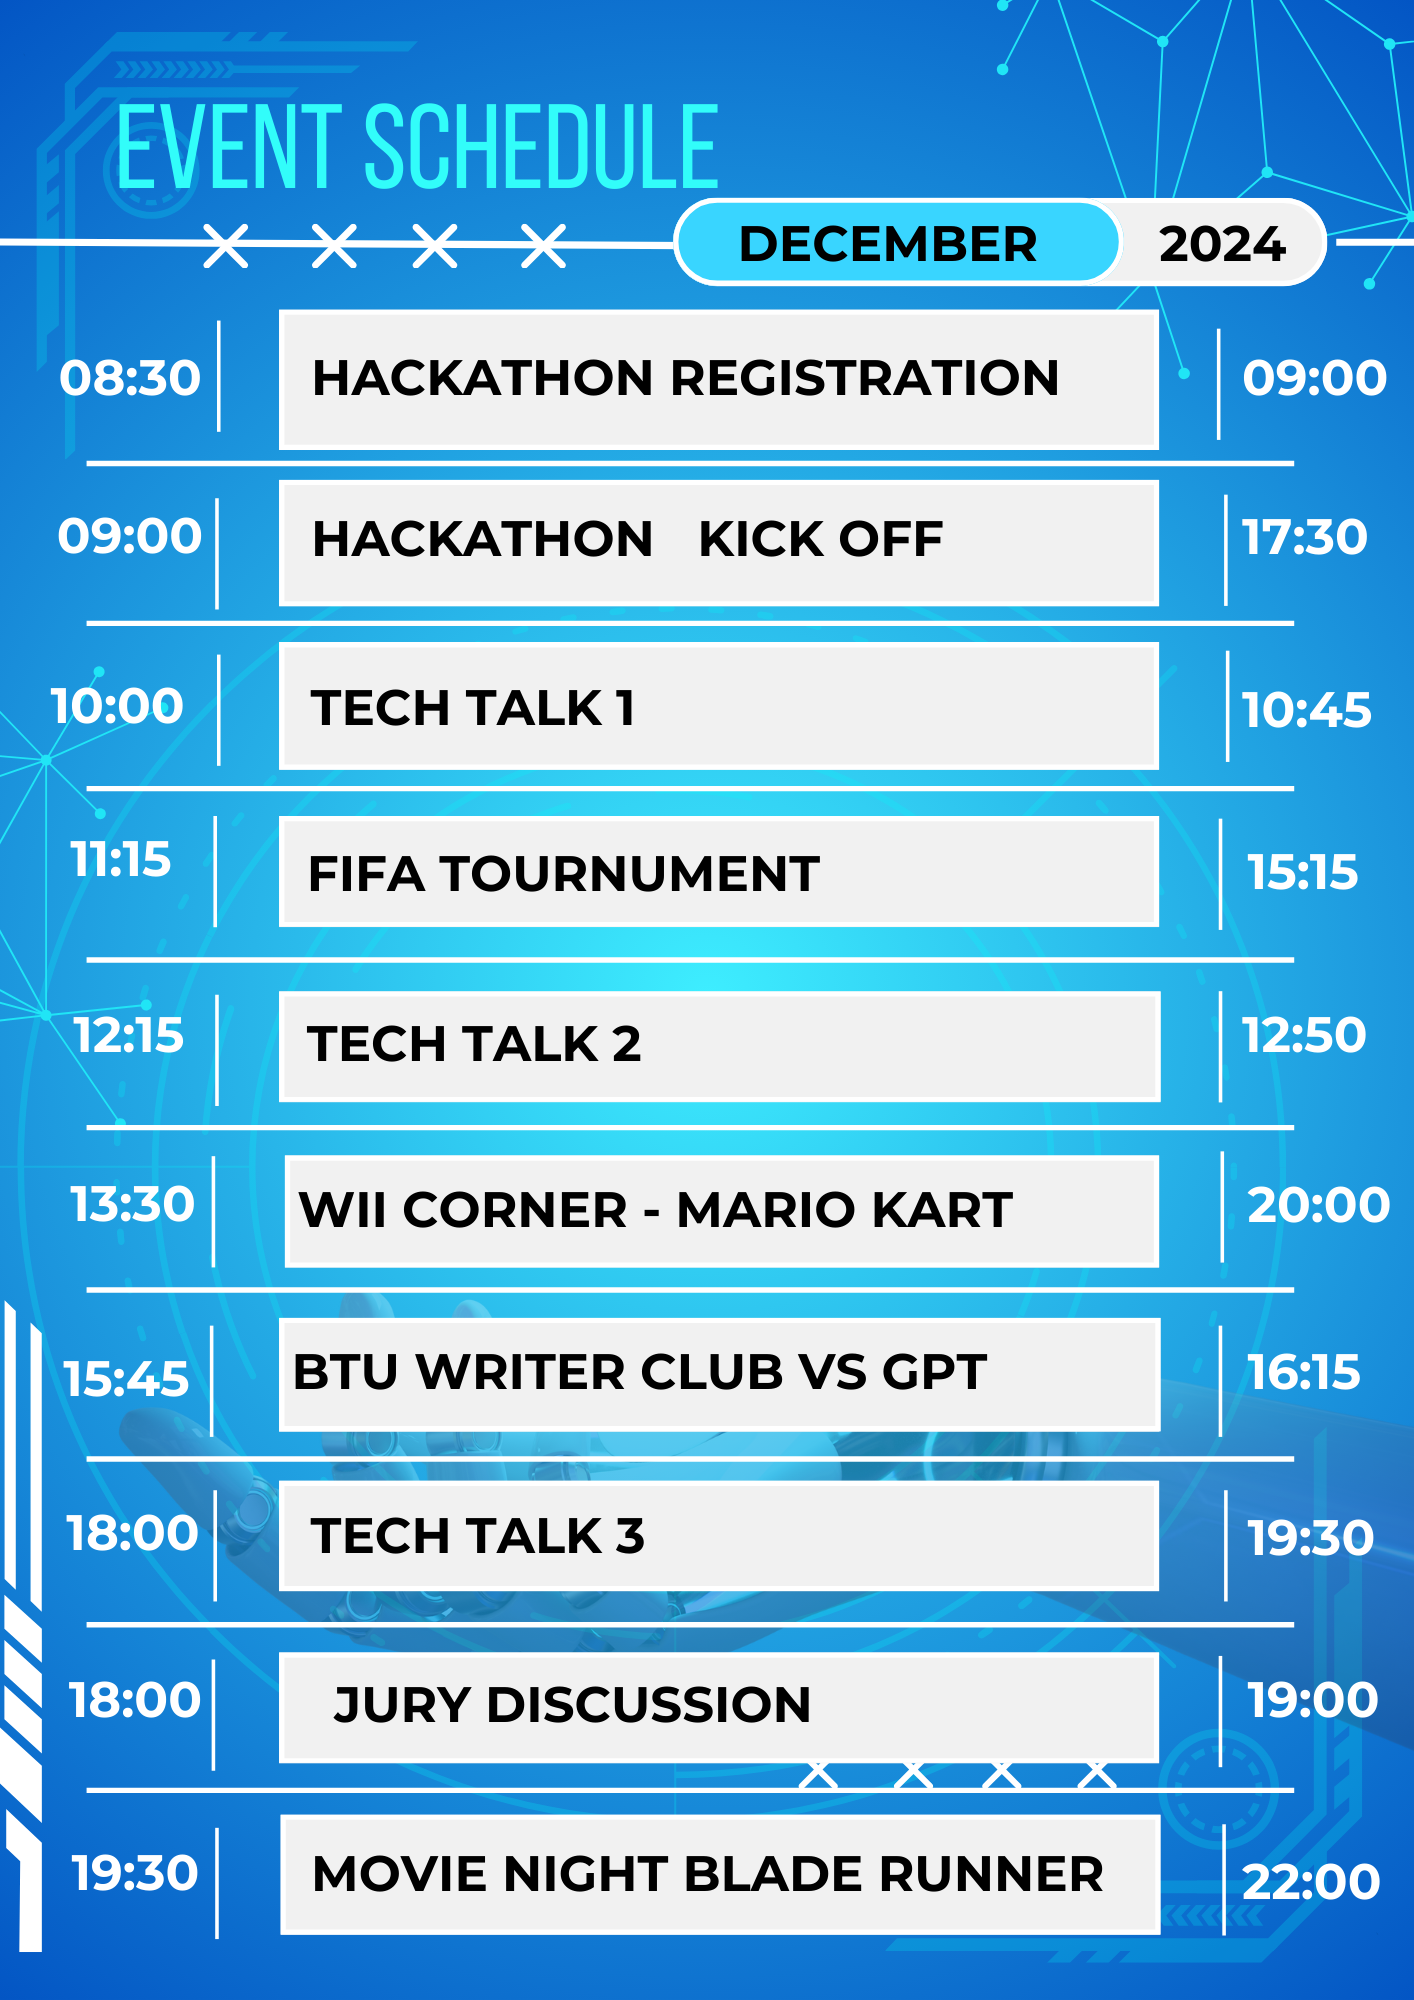 EVENT SCHEDULE
DECEMBER 2024
08:30 HACKATHON REGISTRATION 09:00
09:00 HACKATHON KICK OFF 17:30
10:00 TECH TALK 1 10:45
11:15 FIFA TOURNUMENT 15:15
12:15 TECH TALK 2 12:50
13:30 WII CORNER - MARIO KART 20:00
15:45 BTU WRITER CLUB VS GPT 16:15
18:00 TECH TALK 3 19:30
18:00 JURY DISCUSSION 19:00
19:30 MOVIE NIGHT BLADE RUNNER 22:00